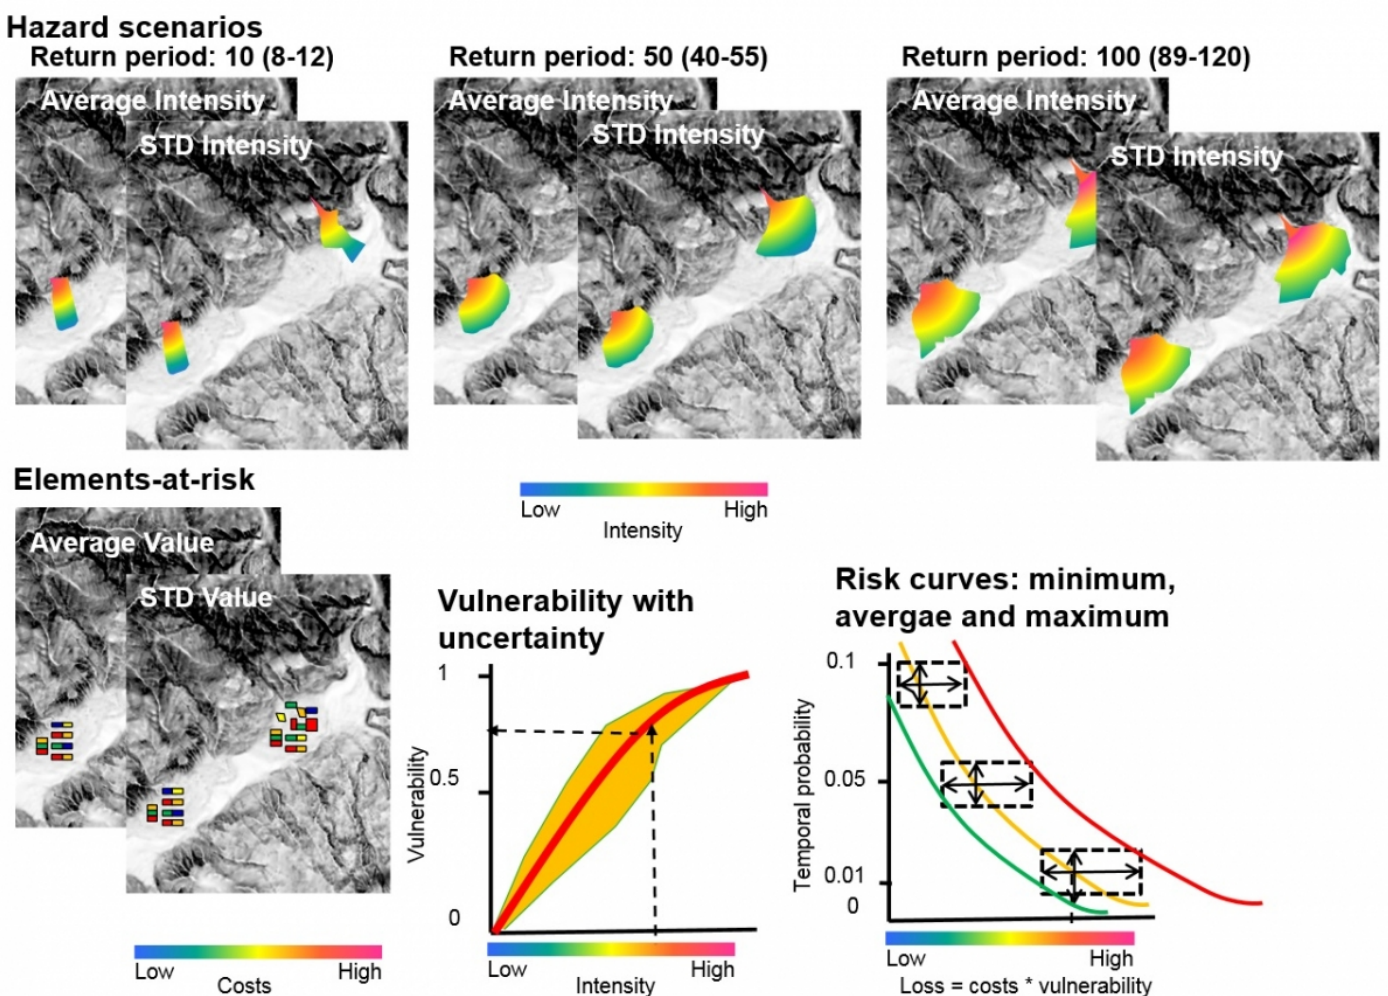 Hazard scenarios
Return period: 10 (8-12)
Return period: 50 (40-55)
Return period: 100 (89-120)
Average Intensity
STD Intensity
Average Intensity
STD Intensity
Average Intensity
STD Intensity
Elements-at-risk
Low
High
Intensity
Average Value
STD Value
Low
High
Costs
Vulnerability with
uncertainty
1
0.5
0
Vulnerability
Low
High
Intensity
Risk curves: minimum,
avergae and maximum
0.1
0.05
0.01
0
Temporal probability
Low
High
Loss = costs * vulnerability